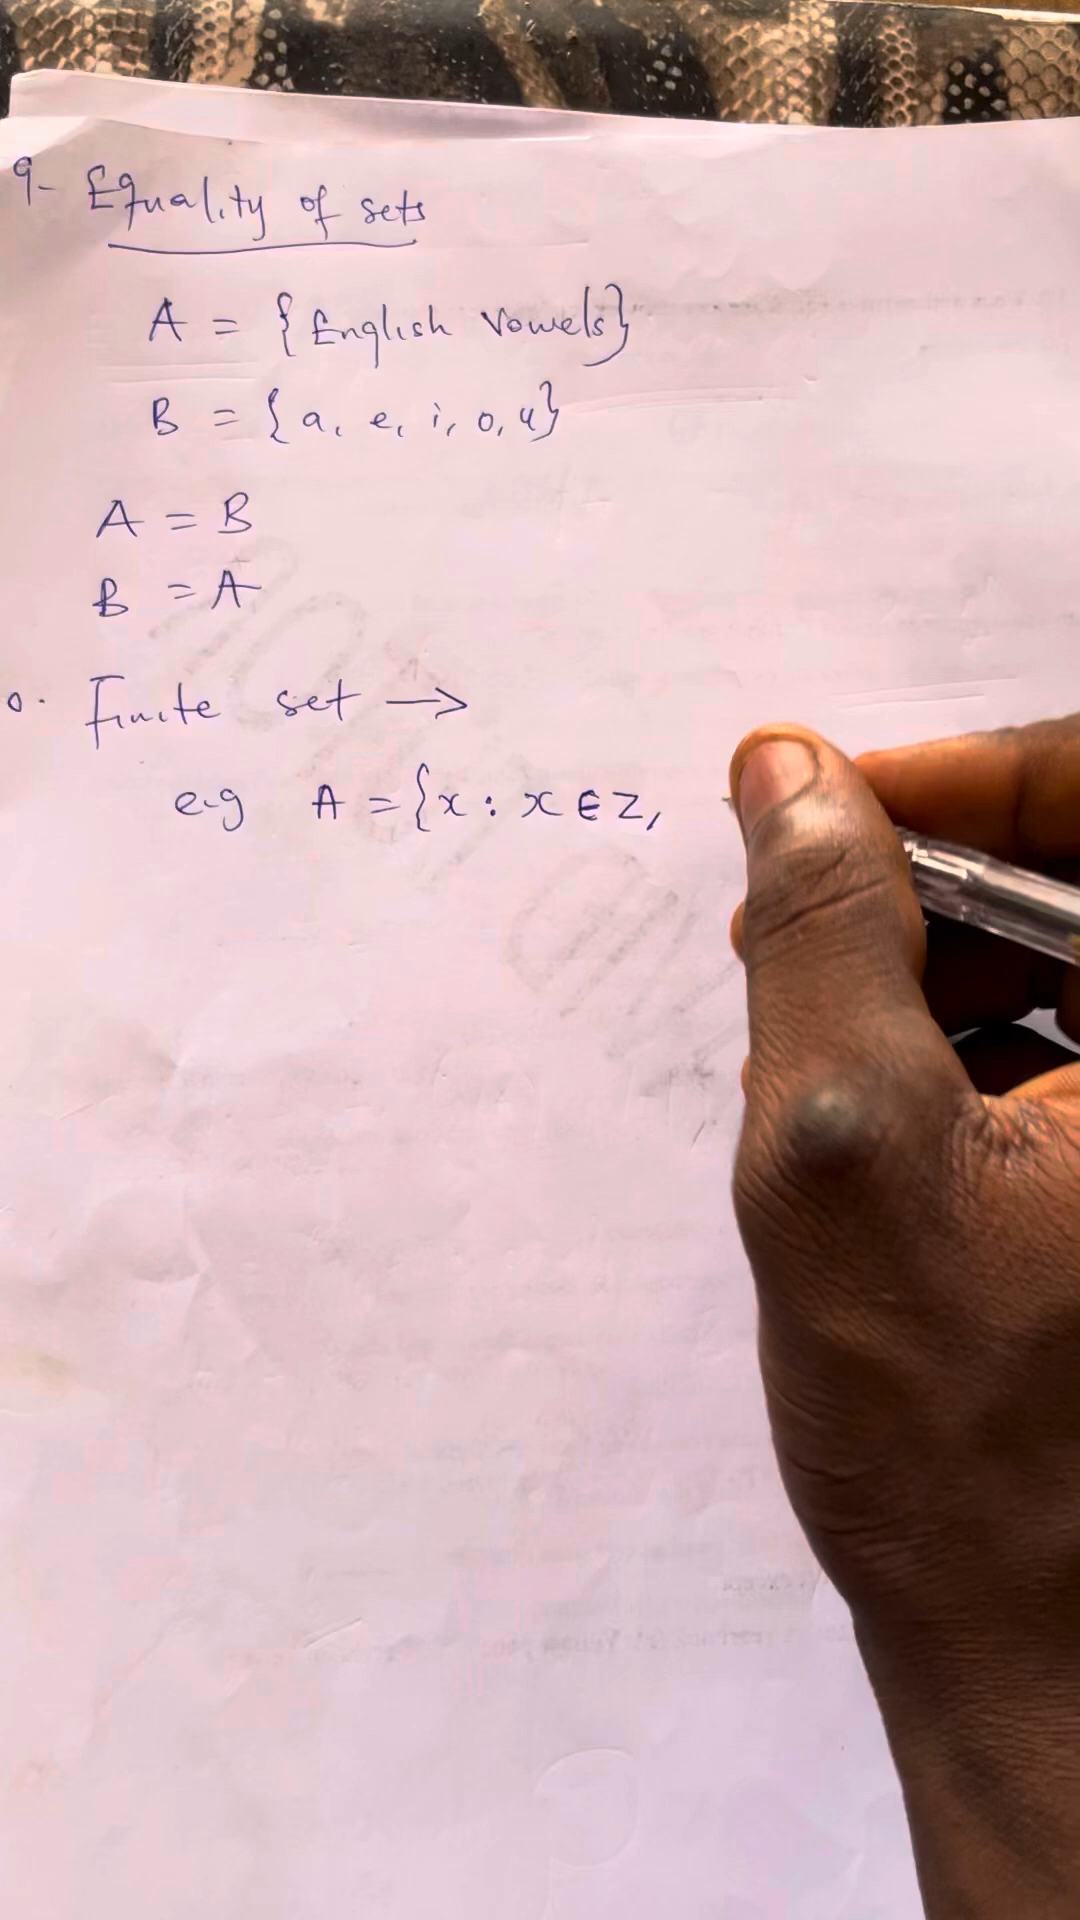 9- Equality of sets
A = {English Vowels}
B = {a, e, i, o, u}
A = B
B = A
0. Finite set →
e.g A = {x : x ∈ Z,